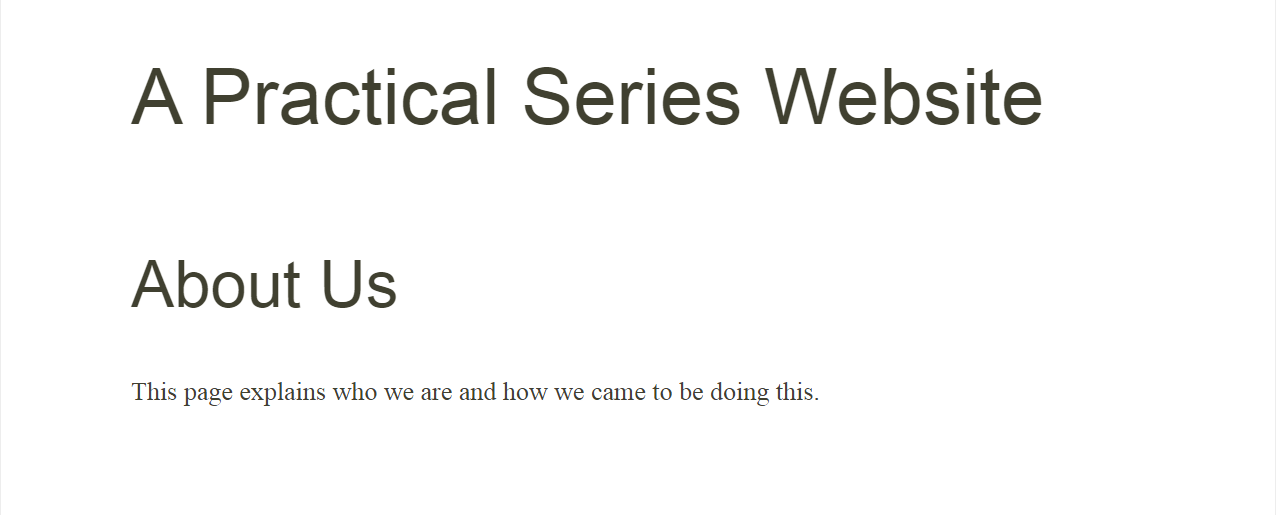 A Practical Series Website
About Us
This page explains who we are and how we came to be doing this.